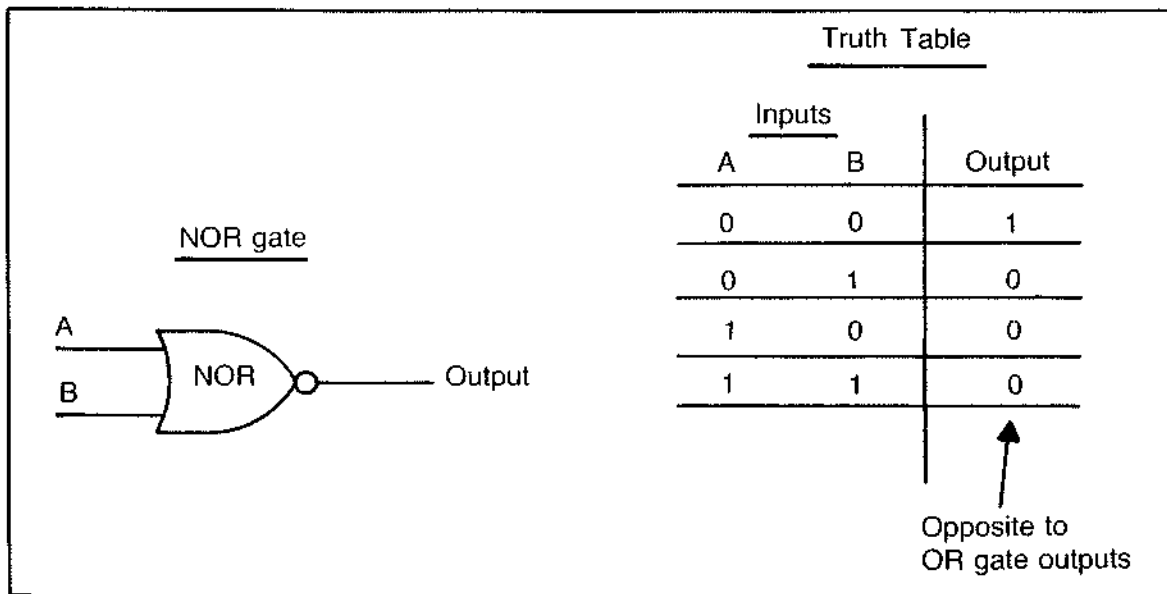 Truth Table
Inputs
A B Output
0 0 1
0 1 0
1 0 0
1 1 0
Opposite to
OR gate outputs
NOR gate
A
B
NOR
Output